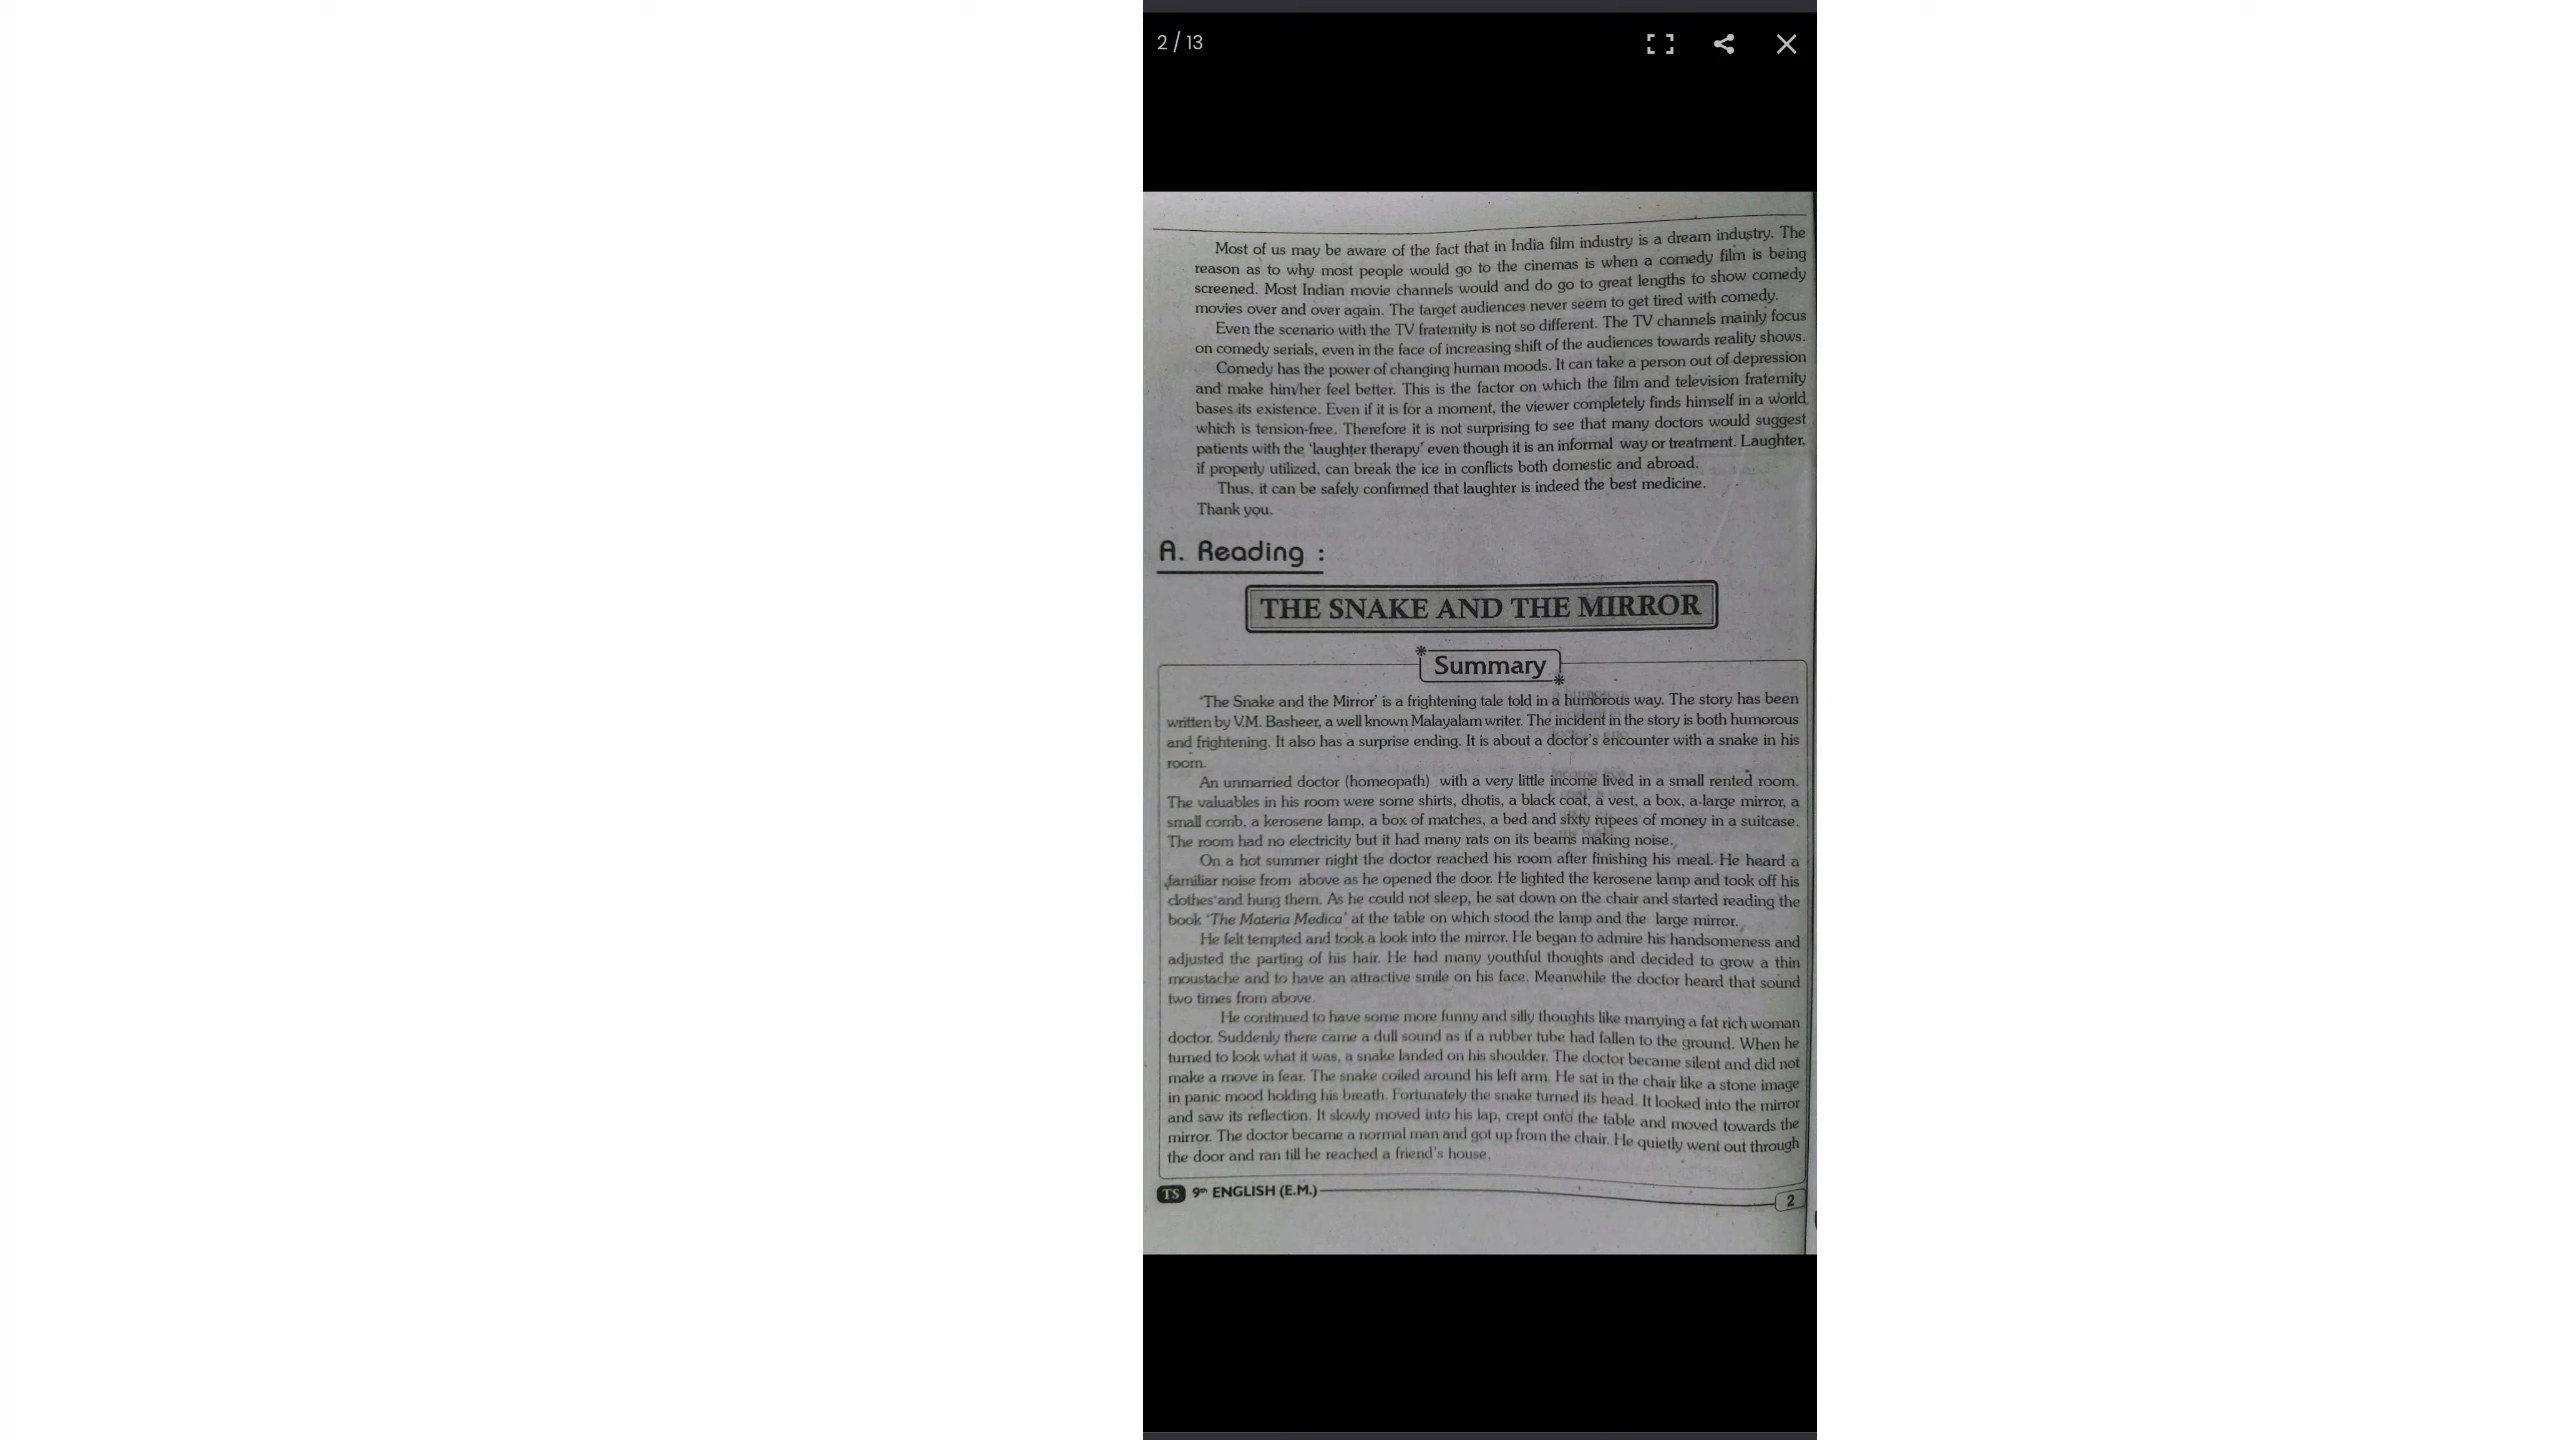 2 / 13
Most of us may be aware of the fact that in India film industry is a dream industry. The
reason as to why most people would go to the cinemas is when a comedy film is being
screened. Most Indian movie channels would and do go to great lengths to show comedy
movies over and over again. The target audiences never seem to get tired with comedy.
Even the scenario with the TV fraternity is not so different. The TV channels mainly focus
on comedy serials, even in the face of increasing shift of the audiences towards reality shows.
Comedy has the power of changing human moods. It can take a person out of depression
and make him/her feel better. This is the factor on which the film and television fraternity
bases its existence. Even if it is for a moment, the viewer completely finds himself in a world
which is tension-free. Therefore it is not surprising to see that many doctors would suggest
patients with the 'laughter therapy' even though it is an informal way or treatment. Laughter,
if properly utilized, can break the ice in conflicts both domestic and abroad.
Thus, it can be safely confirmed that laughter is indeed the best medicine.
Thank you.
A. Reading :
THE SNAKE AND THE MIRROR
Summary
'The Snake and the Mirror' is a frightening tale told in a humorous way. The story has been
written by V.M. Basheer, a well known Malayalam writer. The incident in the story is both humorous
and frightening. It also has a surprise ending. It is about a doctor's encounter with a snake in his
room.
An unmarried doctor (homeopath) with a very little income lived in a small rented room.
The valuables in his room were some shirts, dhotis, a black coat, a vest, a box, a large mirror, a
small comb, a kerosene lamp, a box of matches, a bed and sixty rupees of money in a suitcase.
The room had no electricity but it had many rats on its beams making noise.
On a hot summer night the doctor reached his room after finishing his meal. He heard a
familiar noise from above as he opened the door. He lighted the kerosene lamp and took off his
clothes and hung them. As he could not sleep, he sat down on the chair and started reading the
book 'The Materia Medica' at the table on which stood the lamp and the large mirror.
He felt tempted and took a look into the mirror. He began to admire his handsomeness and
adjusted the parting of his hair. He had many youthful thoughts and decided to grow a thin
moustache and to have an attractive smile on his face. Meanwhile the doctor heard that sound
two times from above.
He continued to have some more funny and silly thoughts like marrying a fat rich woman
doctor. Suddenly there came a dull sound as if a rubber tube had fallen to the ground. When he
turned to look what it was, a snake landed on his shoulder. The doctor became silent and did not
make a move in fear. The snake coiled around his left arm. He sat in the chair like a stone image
in panic mood holding his breath. Fortunately the snake turned its head. It looked into the mirror
and saw its reflection. It slowly moved into his lap, crept onto the table and moved towards the
mirror. The doctor became a normal man and got up from the chair. He quietly went out through
the door and ran till he reached a friend's house.
TS 9th ENGLISH (E.M.) 2